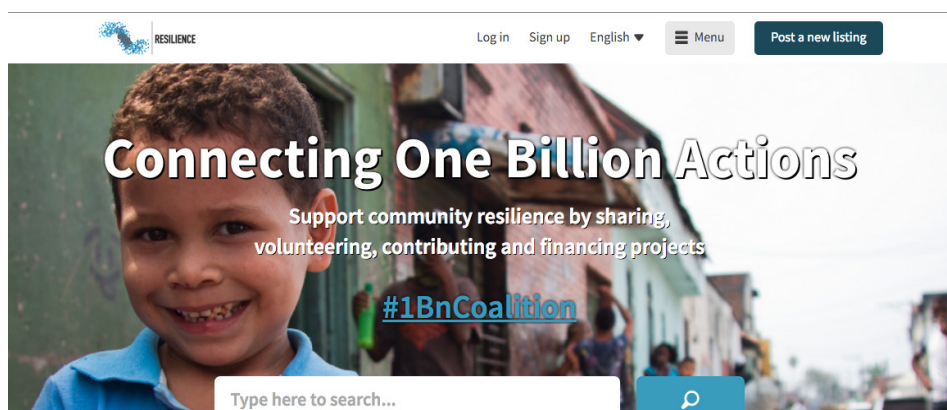 RESILIENCE
Log in Sign up English Menu Post a new listing
Connecting One Billion Actions
Support community resilience by sharing,
volunteering, contributing and financing projects
#1BnCoalition
Type here to search...